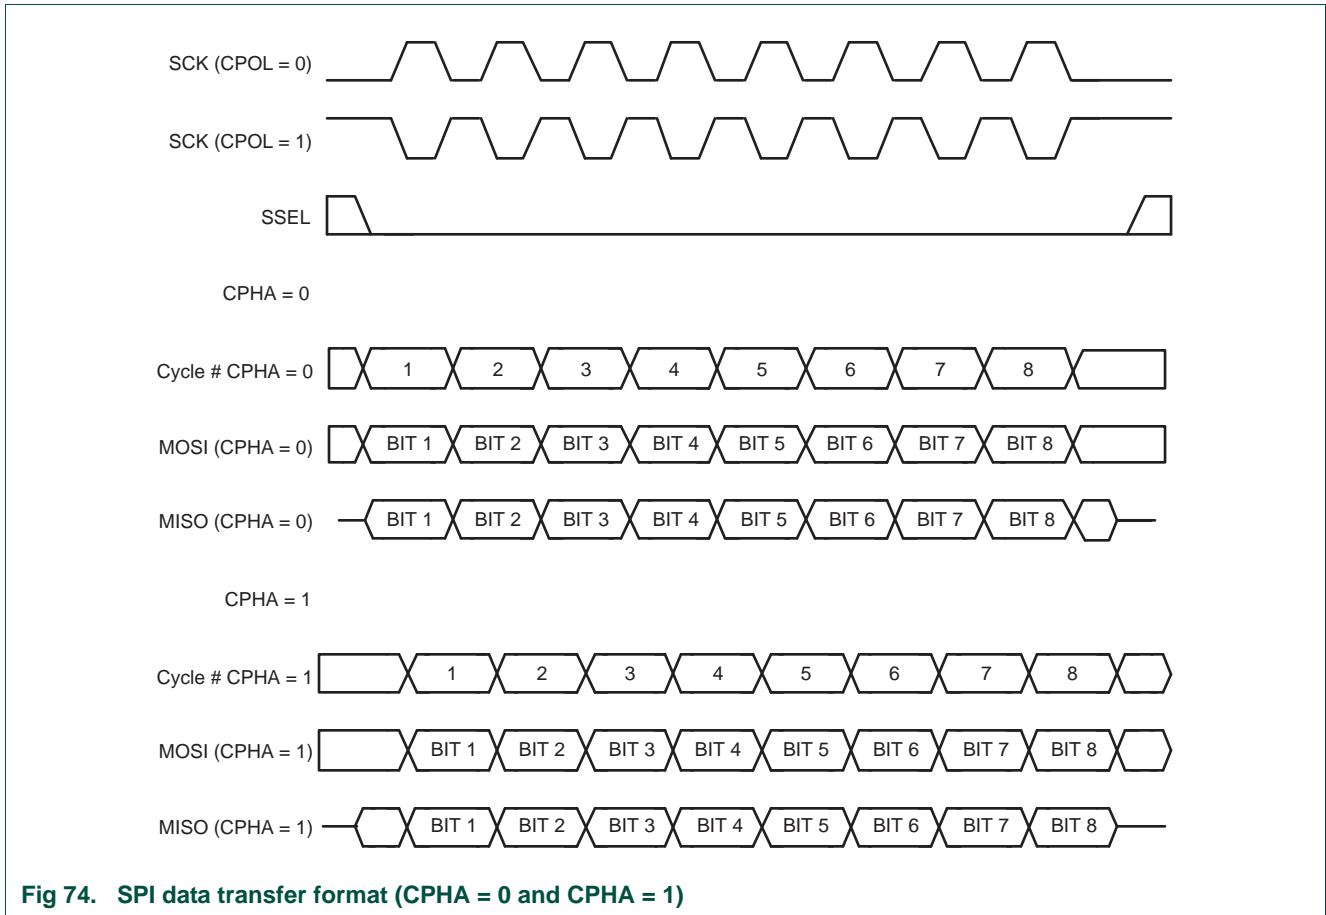 SCK (CPOL = 0)
SCK (CPOL = 1)
SSEL
CPHA = 0
Cycle # CPHA = 0 1 2 3 4 5 6 7 8
MOSI (CPHA = 0) BIT 1 BIT 2 BIT 3 BIT 4 BIT 5 BIT 6 BIT 7 BIT 8
MISO (CPHA = 0) BIT 1 BIT 2 BIT 3 BIT 4 BIT 5 BIT 6 BIT 7 BIT 8
CPHA = 1
Cycle # CPHA = 1 1 2 3 4 5 6 7 8
MOSI (CPHA = 1) BIT 1 BIT 2 BIT 3 BIT 4 BIT 5 BIT 6 BIT 7 BIT 8
MISO (CPHA = 1) BIT 1 BIT 2 BIT 3 BIT 4 BIT 5 BIT 6 BIT 7 BIT 8
Fig 74. SPI data transfer format (CPHA = 0 and CPHA = 1)